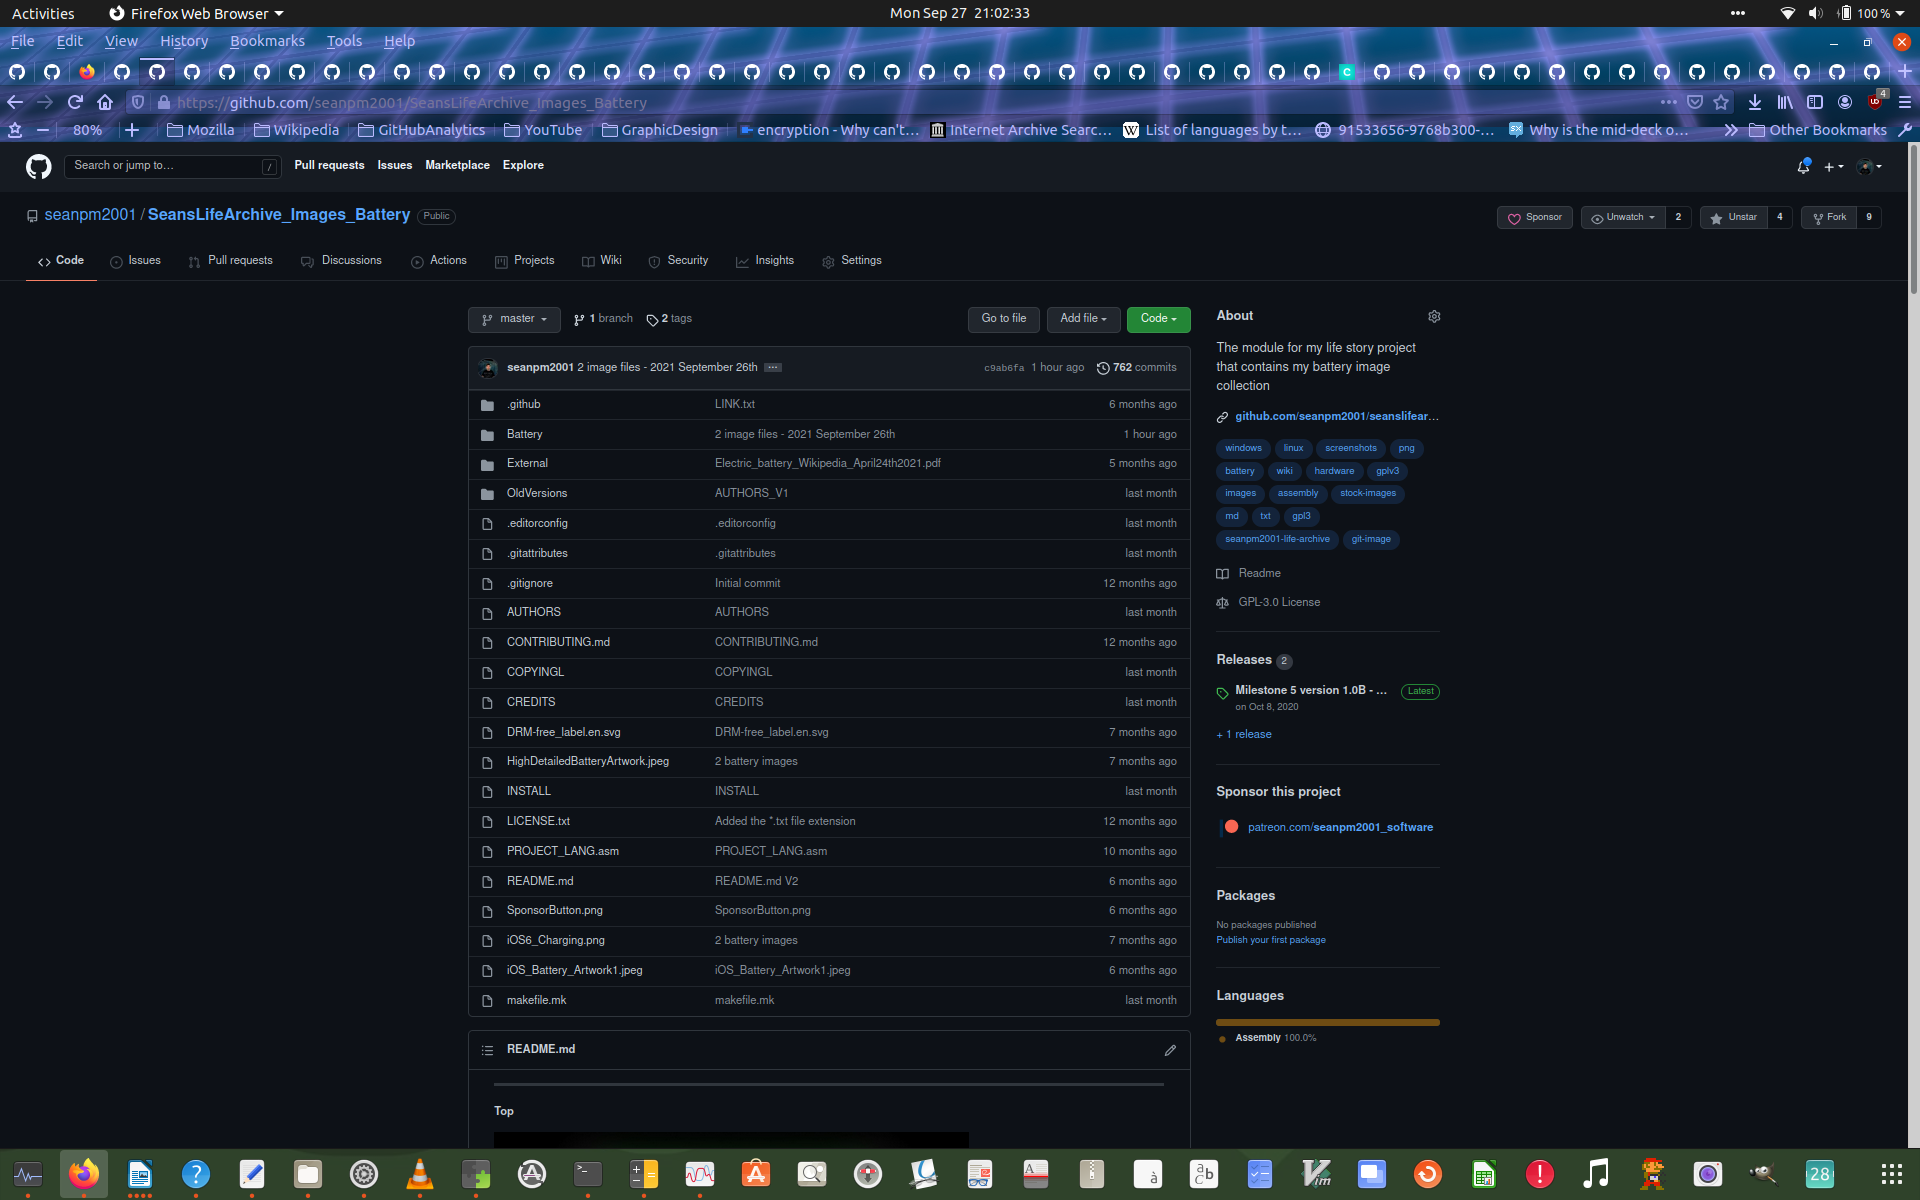 Activities Firefox Web Browser Mon Sep 27 21:02:33 100 %
File Edit View History Bookmarks Tools Help
https://github.com/seanpm2001/SeansLifeArchive_Images_Battery 4
80% Mozilla Wikipedia GitHubAnalytics YouTube GraphicDesign encryption - Why can't… Internet Archive Searc… List of languages by t… 91533656-9768b300-… Why is the mid-deck o… Other Bookmarks
Search or jump to… / Pull requests Issues Marketplace Explore
seanpm2001 / SeansLifeArchive_Images_Battery Public Sponsor Unwatch 2 Unstar 4 Fork 9
Code Issues Pull requests Discussions Actions Projects Wiki Security Insights Settings
master 1 branch 2 tags Go to file Add file Code
seanpm2001 2 image files - 2021 September 26th c9ab6fa 1 hour ago 762 commits
.github LINK.txt 6 months ago
Battery 2 image files - 2021 September 26th 1 hour ago
External Electric_battery_Wikipedia_April24th2021.pdf 5 months ago
OldVersions AUTHORS_V1 last month
.editorconfig .editorconfig last month
.gitattributes .gitattributes last month
.gitignore Initial commit 12 months ago
AUTHORS AUTHORS last month
CONTRIBUTING.md CONTRIBUTING.md 12 months ago
COPYINGL COPYINGL last month
CREDITS CREDITS last month
DRM-free_label.en.svg DRM-free_label.en.svg 7 months ago
HighDetailedBatteryArtwork.jpeg 2 battery images 7 months ago
INSTALL INSTALL last month
LICENSE.txt Added the *.txt file extension 12 months ago
PROJECT_LANG.asm PROJECT_LANG.asm 10 months ago
README.md README.md V2 6 months ago
SponsorButton.png SponsorButton.png 6 months ago
iOS6_Charging.png 2 battery images 7 months ago
iOS_Battery_Artwork1.jpeg iOS_Battery_Artwork1.jpeg 6 months ago
makefile.mk makefile.mk last month
README.md
Top
About
The module for my life story project
that contains my battery image
collection
github.com/seanpm2001/seanslifear…
windows linux screenshots png
battery wiki hardware gplv3
images assembly stock-images
md txt gpl3
seanpm2001-life-archive git-image
Readme
GPL-3.0 License
Releases 2
Milestone 5 version 1.0B - … Latest
on Oct 8, 2020
+ 1 release
Sponsor this project
patreon.com/seanpm2001_software
Packages
No packages published
Publish your first package
Languages
Assembly 100.0%
28